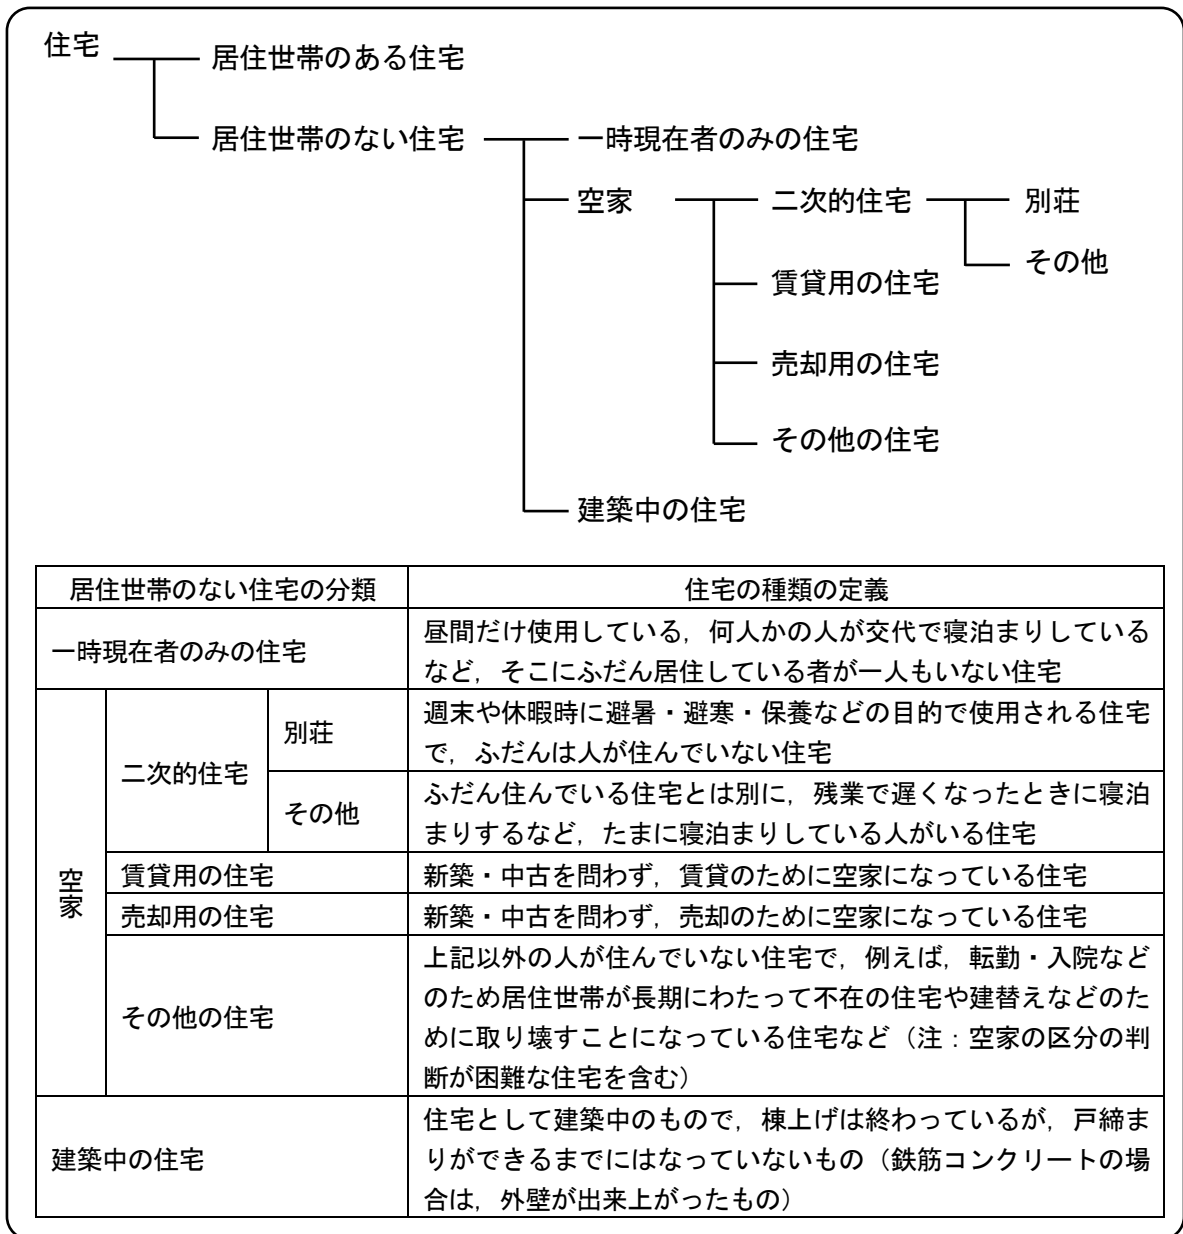 住宅
居住世帯のある住宅
居住世帯のない住宅
一時現在者のみの住宅
空家
二次的住宅
別荘
その他
賃貸用の住宅
売却用の住宅
その他の住宅
建築中の住宅
居住世帯のない住宅の分類
住宅の種類の定義
一時現在者のみの住宅
昼間だけ使用している，何人かの人が交代で寝泊まりしている
など，そこにふだん居住している者が一人もいない住宅
空家
二次的住宅
別荘
週末や休暇時に避暑・避寒・保養などの目的で使用される住宅
で，ふだんは人が住んでいない住宅
その他
ふだん住んでいる住宅とは別に，残業で遅くなったときに寝泊
まりするなど，たまに寝泊まりしている人がいる住宅
賃貸用の住宅
新築・中古を問わず，賃貸のために空家になっている住宅
売却用の住宅
新築・中古を問わず，売却のために空家になっている住宅
その他の住宅
上記以外の人が住んでいない住宅で，例えば，転勤・入院など
のため居住世帯が長期にわたって不在の住宅や建替えなどのた
めに取り壊すことになっている住宅など（注：空家の区分の判
断が困難な住宅を含む）
建築中の住宅
住宅として建築中のもので，棟上げは終わっているが，戸締ま
りができるまでにはなっていないもの（鉄筋コンクリートの場
合は，外壁が出来上がったもの）